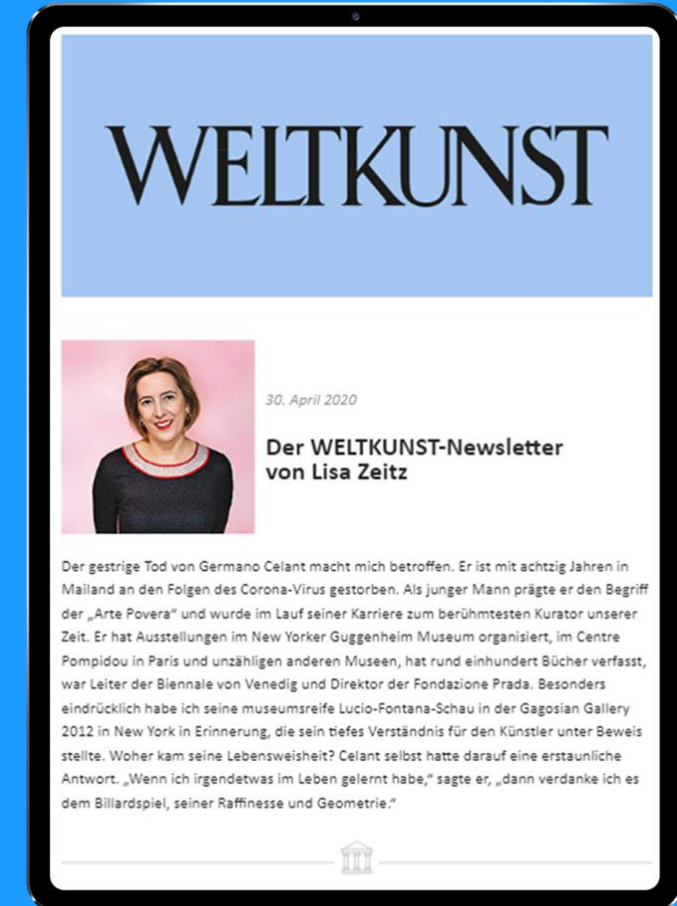 WELTKUNST
30. April 2020
Der WELTKUNST-Newsletter
von Lisa Zeitz
Der gestrige Tod von Germano Celant macht mich betroffen. Er ist mit achtzig Jahren in
Mailand an den Folgen des Corona-Virus gestorben. Als junger Mann prägte er den Begriff
der „Arte Povera“ und wurde im Lauf seiner Karriere zum berühmtesten Kurator unserer
Zeit. Er hat Ausstellungen im New Yorker Guggenheim Museum organisiert, im Centre
Pompidou in Paris und unzähligen anderen Museen, hat rund einhundert Bücher verfasst,
war Leiter der Biennale von Venedig und Direktor der Fondazione Prada. Besonders
eindrücklich habe ich seine museumsreife Lucio-Fontana-Schau in der Gagosian Gallery
2012 in New York in Erinnerung, die sein tiefes Verständnis für den Künstler unter Beweis
stellte. Woher kam seine Lebensweisheit? Celant selbst hatte darauf eine erstaunliche
Antwort. „Wenn ich irgendetwas im Leben gelernt habe,“ sagte er, „dann verdanke ich es
dem Billardspiel, seiner Raffinesse und Geometrie.“